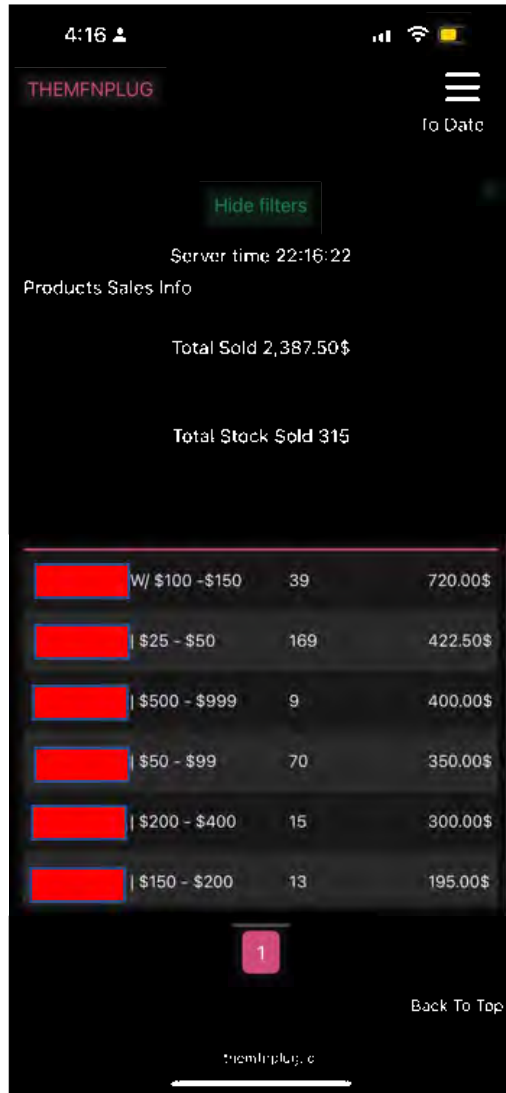 4:16
THEMFNPLUG
To Date
Hide filters
Server time 22:16:22
Products Sales Info
Total Sold 2,387.50$
Total Stock Sold 315
W/ $100 -$150 39 720.00$
| $25 - $50 169 422.50$
| $500 - $999 9 400.00$
| $50 - $99 70 350.00$
| $200 - $400 15 300.00$
| $150 - $200 13 195.00$
1
Back To Top